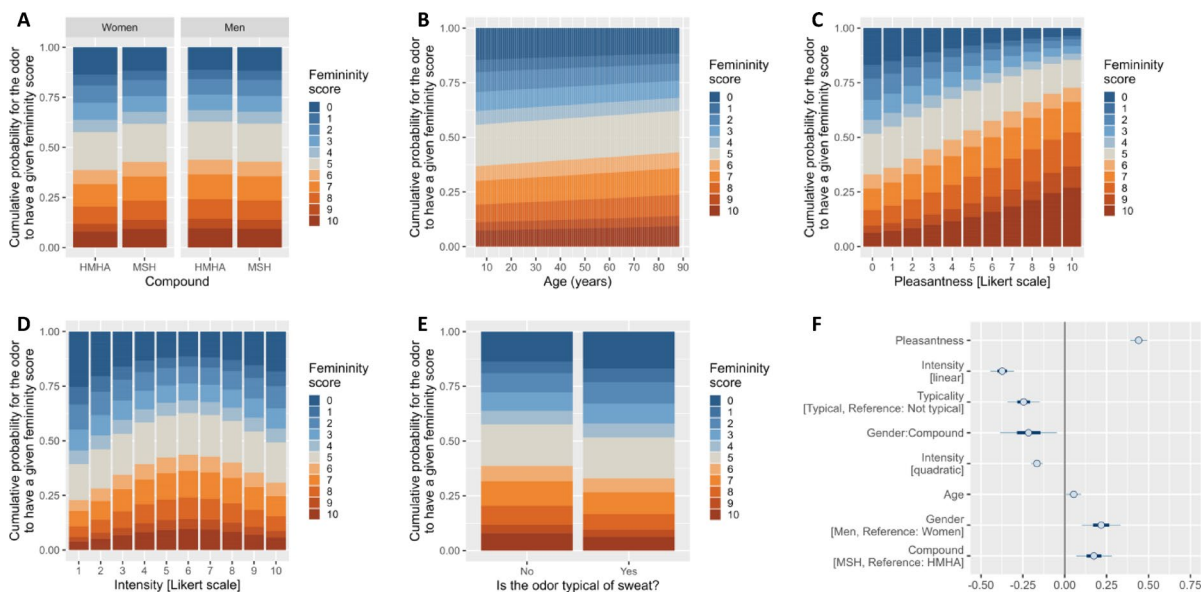 A
Women
Men
Cumulative probability for the odor
to have a given femininity score
1.00
0.75
0.50
0.25
0.00
HMHA
MSH
HMHA
MSH
Compound
Femininity
score
0
1
2
3
4
5
6
7
8
9
10
B
Cumulative probability for the odor
to have a given femininity score
1.00
0.75
0.50
0.25
0.00
10 20 30 40 50 60 70 80 90
Age (years)
Femininity
score
0
1
2
3
4
5
6
7
8
9
10
C
Cumulative probability for the odor
to have a given femininity score
1.00
0.75
0.50
0.25
0.00
0 1 2 3 4 5 6 7 8 9 10
Pleasantness [Likert scale]
Femininity
score
0
1
2
3
4
5
6
7
8
9
10
D
Cumulative probability for the odor
to have a given femininity score
1.00
0.75
0.50
0.25
0.00
1 2 3 4 5 6 7 8 9 10
Intensity [Likert scale]
Femininity
score
0
1
2
3
4
5
6
7
8
9
10
E
Cumulative probability for the odor
to have a given femininity score
1.00
0.75
0.50
0.25
0.00
No
Yes
Is the odor typical of sweat?
Femininity
score
0
1
2
3
4
5
6
7
8
9
10
F
Pleasantness
Intensity
[linear]
Typicality
[Typical, Reference: Not typical]
Gender:Compound
Intensity
[quadratic]
Age
Gender
[Men, Reference: Women]
Compound
[MSH, Reference: HMHA]
-0.50 -0.25 0.00 0.25 0.50 0.75